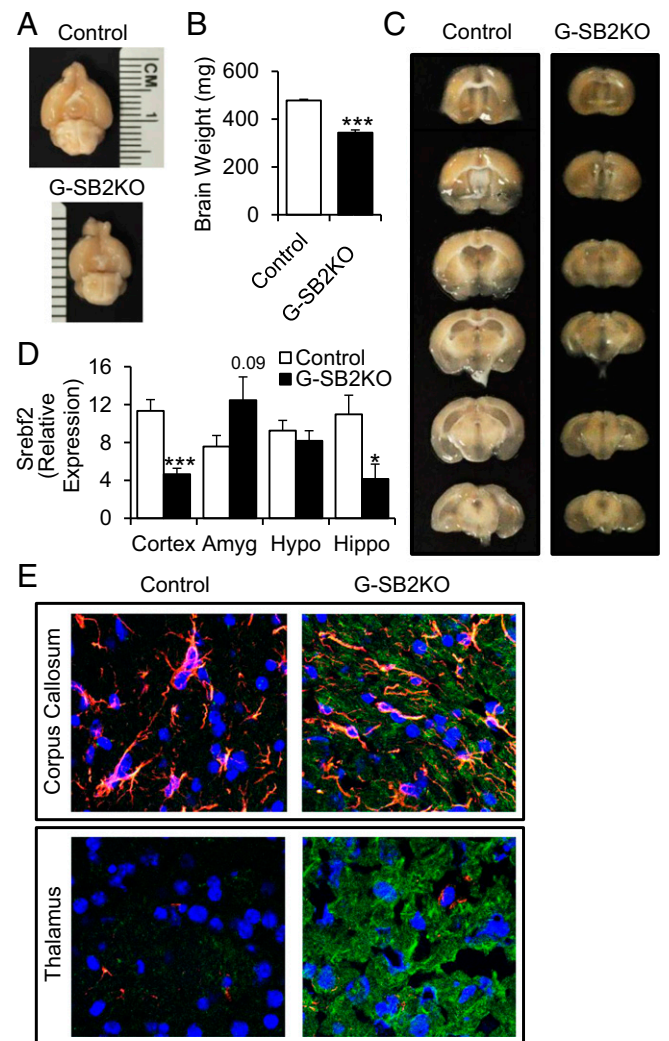 A
Control
CM
1
G-SB2KO
B
Brain Weight (mg)
600
400
200
0
***
Control
G-SB2KO
C
Control
G-SB2KO
D
Srebf2
(Relative
Expression)
16
12
8
4
0
0.09
Control
G-SB2KO
***
*
Cortex Amyg Hypo Hippo
E
Control
G-SB2KO
Corpus Callosum
Thalamus